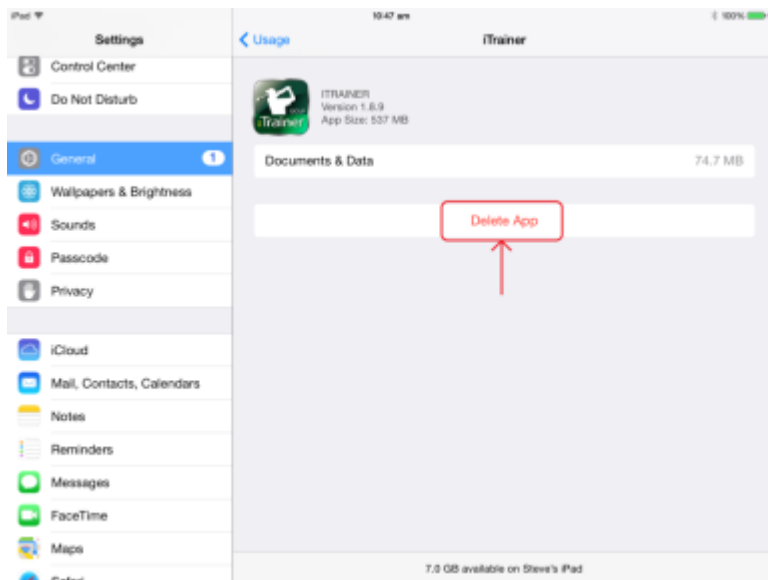 iPad
10:47 am
100%
Settings
Usage
iTrainer
Control Center
Do Not Disturb
General
1
Wallpapers & Brightness
Sounds
Passcode
Privacy
iCloud
Mail, Contacts, Calendars
Notes
Reminders
Messages
FaceTime
Maps
Safari
iTrainer
ITRAINER
Version 1.8.9
App Size: 537 MB
Documents & Data
74.7 MB
Delete App
7.0 GB available on Steve's iPad